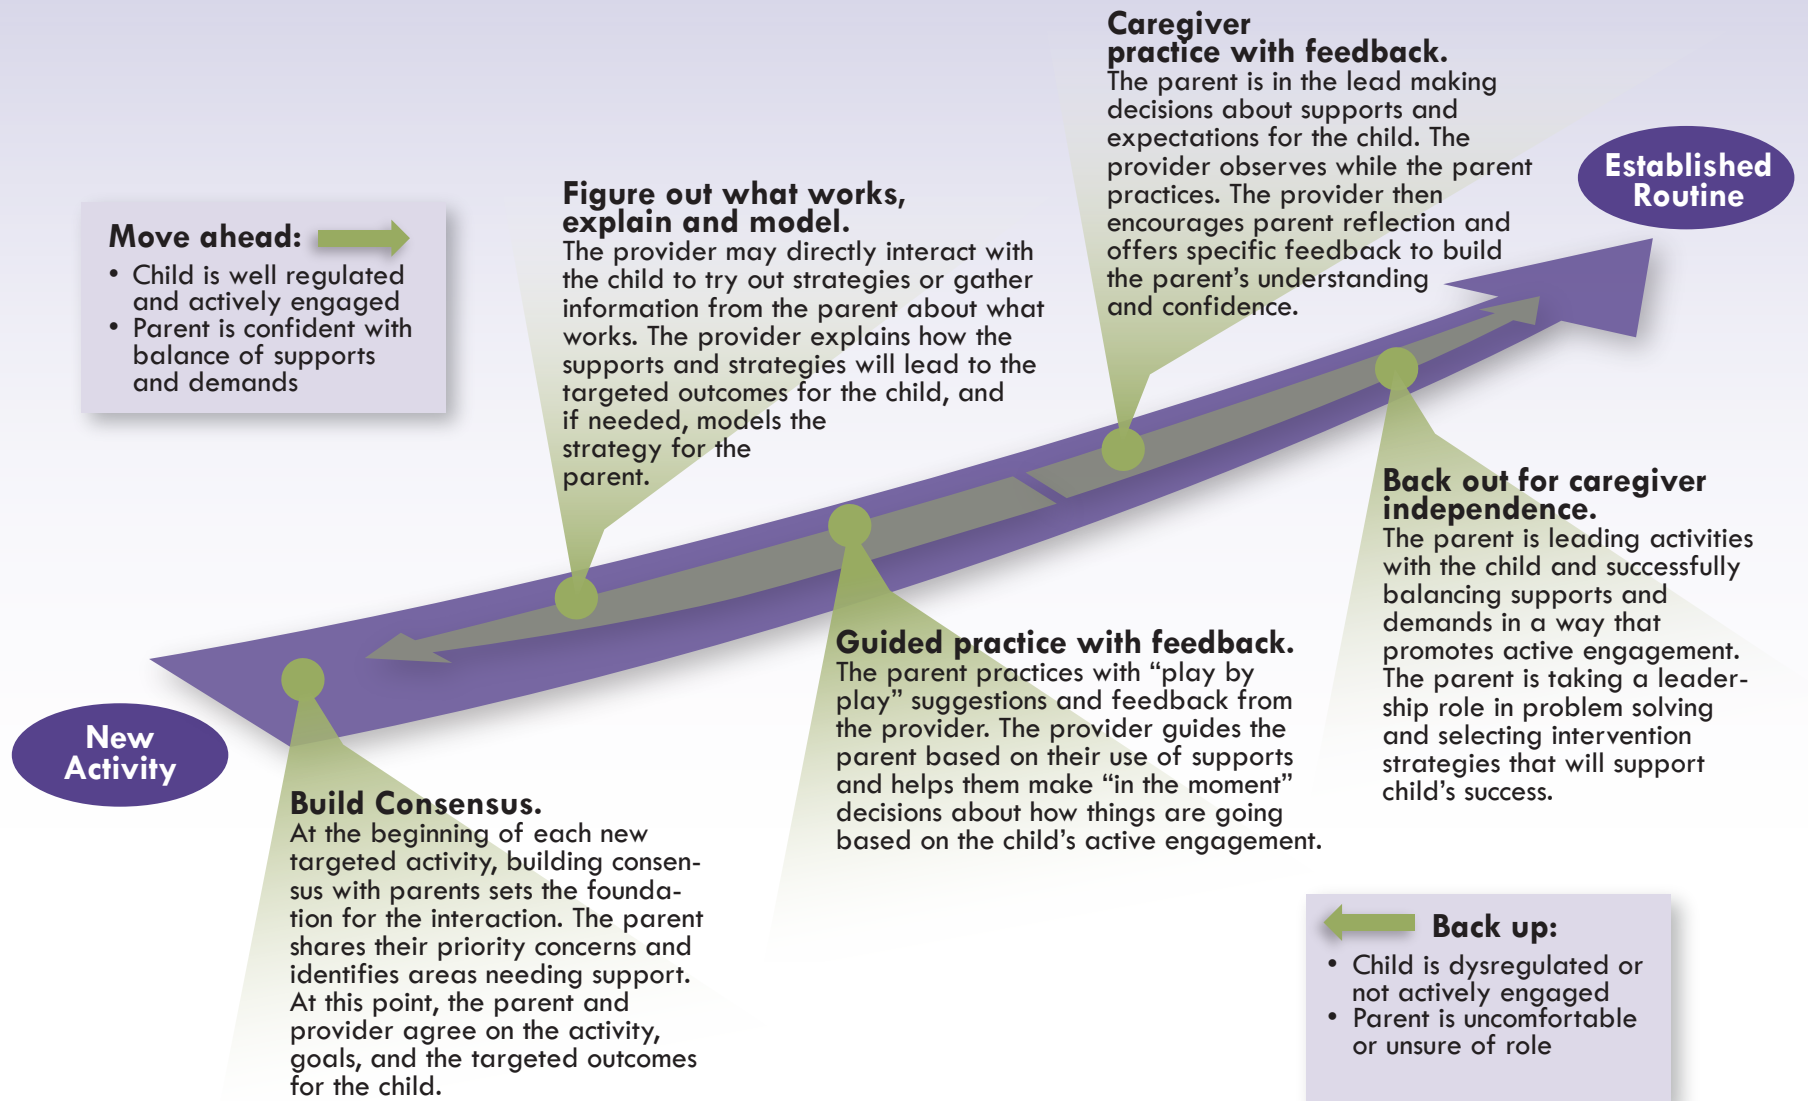 Move ahead:
• Child is well regulated
and actively engaged
• Parent is confident with
balance of supports
and demands
New
Activity
Build Consensus.
At the beginning of each new
targeted activity, building consen-
sus with parents sets the founda-
tion for the interaction. The parent
shares their priority concerns and
identifies areas needing support.
At this point, the parent and
provider agree on the activity,
goals, and the targeted outcomes
for the child.
Figure out what works,
explain and model.
The provider may directly interact with
the child to try out strategies or gather
information from the parent about what
works. The provider explains how the
supports and strategies will lead to the
targeted outcomes for the child, and
if needed, models the
strategy for the
parent.
Guided practice with feedback.
The parent practices with “play by
play” suggestions and feedback from
the provider. The provider guides the
parent based on their use of supports
and helps them make “in the moment”
decisions about how things are going
based on the child’s active engagement.
Caregiver
practice with feedback.
The parent is in the lead making
decisions about supports and
expectations for the child. The
provider observes while the parent
practices. The provider then
encourages parent reflection and
offers specific feedback to build
the parent’s understanding
and confidence.
Back out for caregiver
independence.
The parent is leading activities
with the child and successfully
balancing supports and
demands in a way that
promotes active engagement.
The parent is taking a leader-
ship role in problem solving
and selecting intervention
strategies that will support
child’s success.
Established
Routine
Back up:
• Child is dysregulated or
not actively engaged
• Parent is uncomfortable
or unsure of role